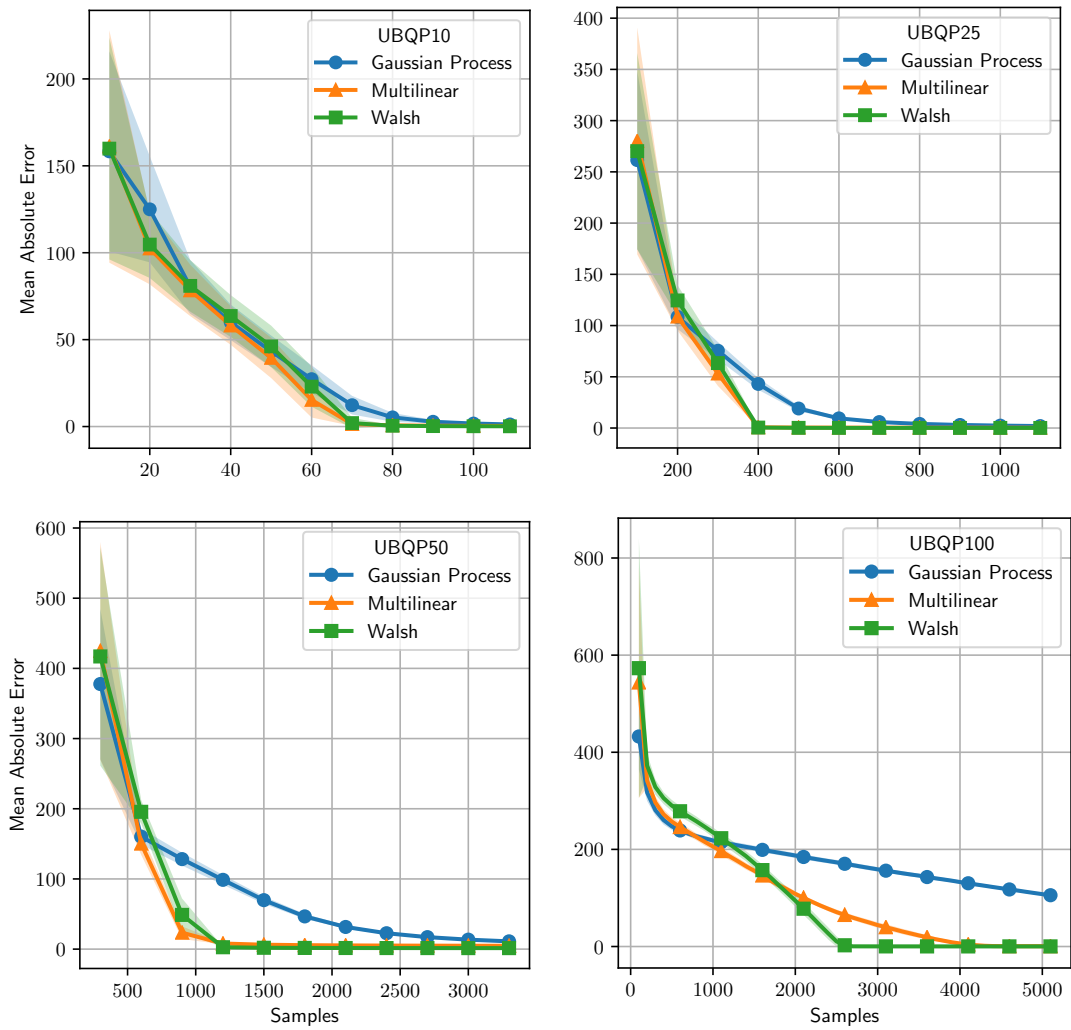 UBQP10
Gaussian Process
Multilinear
Walsh
Mean Absolute Error
200
150
100
50
0
20 40 60 80 100
UBQP25
Gaussian Process
Multilinear
Walsh
400
350
300
250
200
150
100
50
0
200 400 600 800 1000
UBQP50
Gaussian Process
Multilinear
Walsh
Mean Absolute Error
600
500
400
300
200
100
0
500 1000 1500 2000 2500 3000
Samples
UBQP100
Gaussian Process
Multilinear
Walsh
800
600
400
200
0
0 1000 2000 3000 4000 5000
Samples